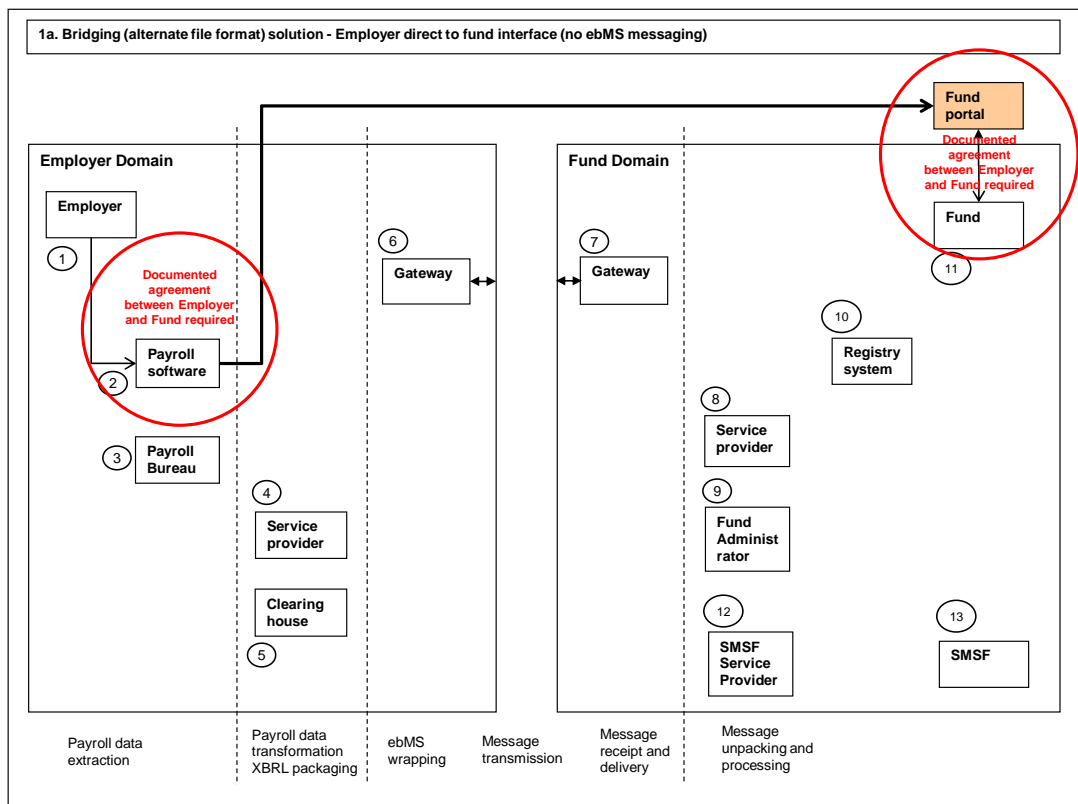 1a. Bridging (alternate file format) solution - Employer direct to fund interface (no ebMS messaging)
Fund
portal
Documented
agreement
between Employer
and Fund required
Employer Domain
Fund Domain
Employer
1
6
Gateway
7
Gateway
Fund
11
Documented
agreement
between Employer
and Fund required
Payroll
software
2
10
Registry
system
3
Payroll
Bureau
8
Service
provider
4
Service
provider
9
Fund
Administ
rator
Clearing
house
5
12
SMSF
Service
Provider
13
SMSF
Payroll data
extraction
Payroll data
transformation
XBRL packaging
ebMS
wrapping
Message
transmission
Message
receipt and
delivery
Message
unpacking and
processing